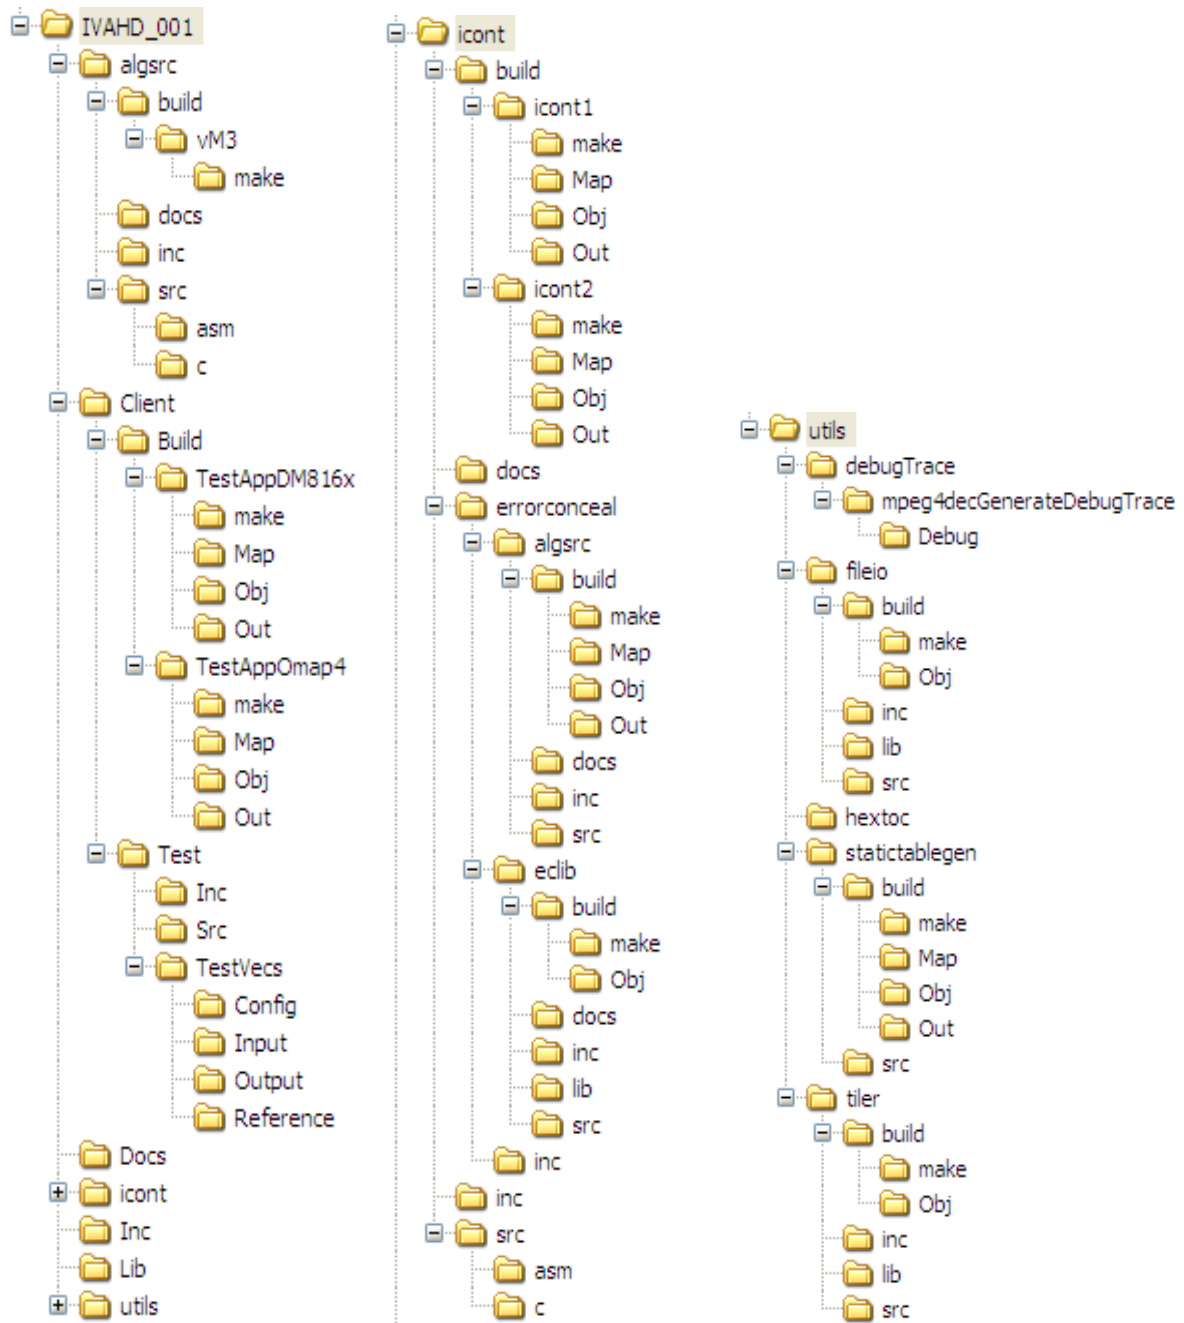 IVAHD_001
algsrc
build
vM3
make
docs
inc
src
asm
c
Client
Build
TestAppDM816x
make
Map
Obj
Out
TestAppOmap4
make
Map
Obj
Out
Test
Inc
Src
TestVecs
Config
Input
Output
Reference
Docs
icont
Inc
Lib
utils
icont
build
icont1
make
Map
Obj
Out
icont2
make
Map
Obj
Out
docs
errorconceal
algsrc
build
make
Map
Obj
Out
docs
inc
src
eclib
build
make
Obj
docs
inc
lib
src
inc
inc
src
asm
c
utils
debugTrace
mpeg4decGenerateDebugTrace
Debug
fileio
build
make
Obj
inc
lib
src
hextoc
statictablegen
build
make
Map
Obj
Out
src
tiler
build
make
Obj
inc
lib
src